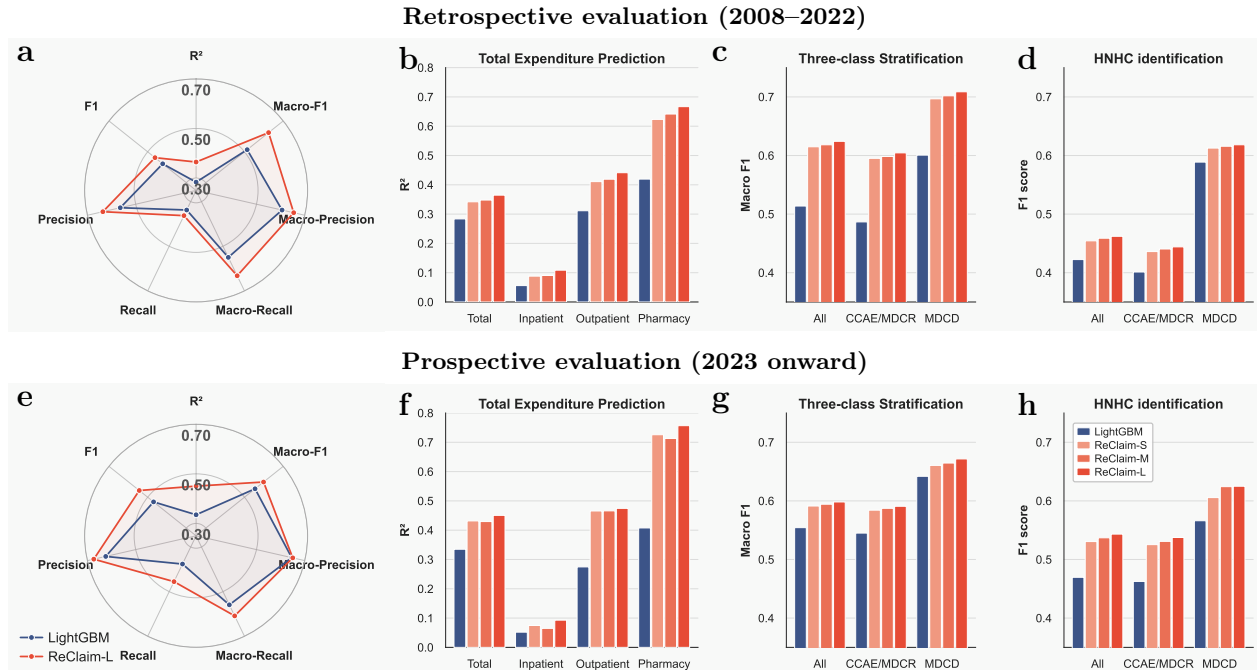 Retrospective evaluation (2008–2022)
a
R²
0.70
0.50
0.30
F1
Macro-F1
Precision
Macro-Precision
Recall
Macro-Recall
b
Total Expenditure Prediction
0.8
0.7
0.6
0.5
0.4
0.3
0.2
0.1
0.0
R²
Total
Inpatient
Outpatient
Pharmacy
c
Three-class Stratification
0.7
0.6
0.5
0.4
Macro F1
All
CCAE/MDCR
MDCD
d
HNHC identification
0.7
0.6
0.5
0.4
F1 score
All
CCAE/MDCR
MDCD
Prospective evaluation (2023 onward)
e
R²
0.70
0.50
0.30
F1
Macro-F1
Precision
Macro-Precision
Recall
Macro-Recall
LightGBM
ReClaim-L
f
Total Expenditure Prediction
0.8
0.7
0.6
0.5
0.4
0.3
0.2
0.1
0.0
R²
Total
Inpatient
Outpatient
Pharmacy
g
Three-class Stratification
0.7
0.6
0.5
0.4
Macro F1
All
CCAE/MDCR
MDCD
h
HNHC identification
LightGBM
ReClaim-S
ReClaim-M
ReClaim-L
0.7
0.6
0.5
0.4
F1 score
All
CCAE/MDCR
MDCD